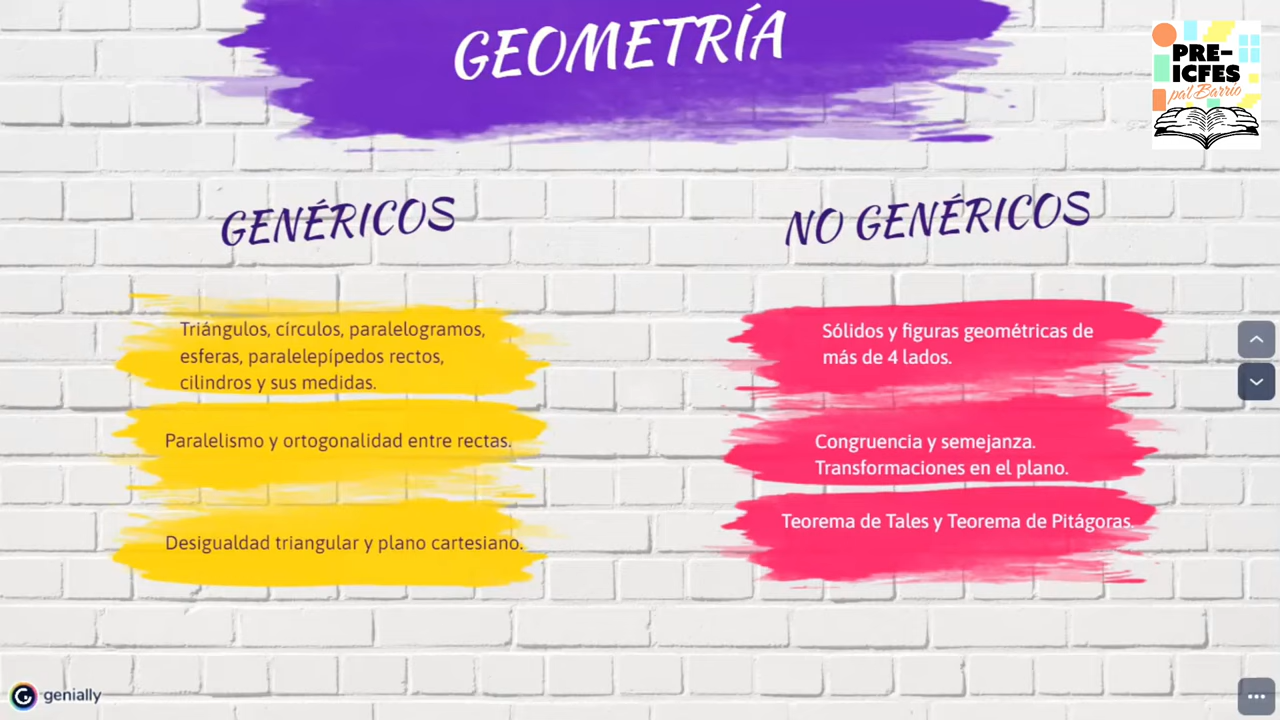 GEOMETRÍA
PRE-
ICFES
pa'l Barrio
GENÉRICOS
NO GENÉRICOS
Triángulos, círculos, paralelogramos,
esferas, paralelepípedos rectos,
cilindros y sus medidas.
Paralelismo y ortogonalidad entre rectas.
Desigualdad triangular y plano cartesiano.
Sólidos y figuras geométricas de
más de 4 lados.
Congruencia y semejanza.
Transformaciones en el plano.
Teorema de Tales y Teorema de Pitágoras.
genially